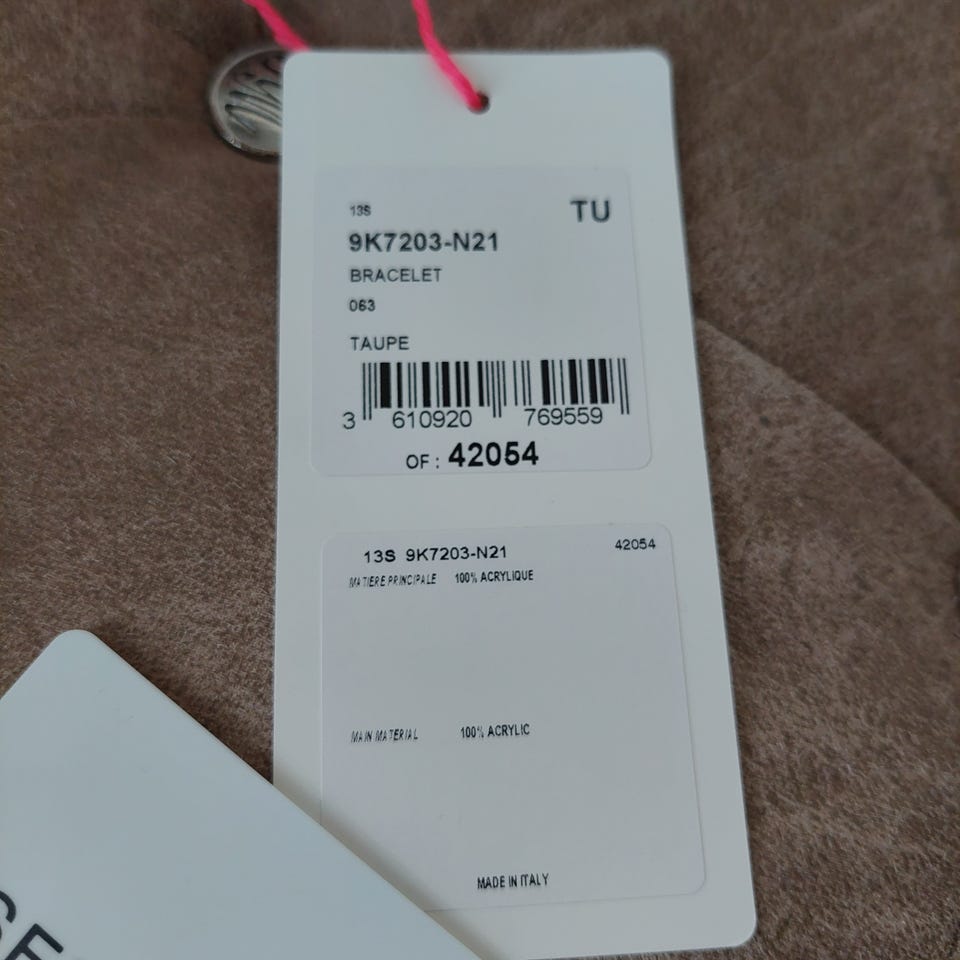 13S
TU
9K7203-N21
BRACELET
063
TAUPE
3 610920 769559
OF : 42054
13S 9K7203-N21 42054
MATIERE PRINCIPALE 100% ACRYLIQUE
MAIN MATERIAL 100% ACRYLIC
MADE IN ITALY